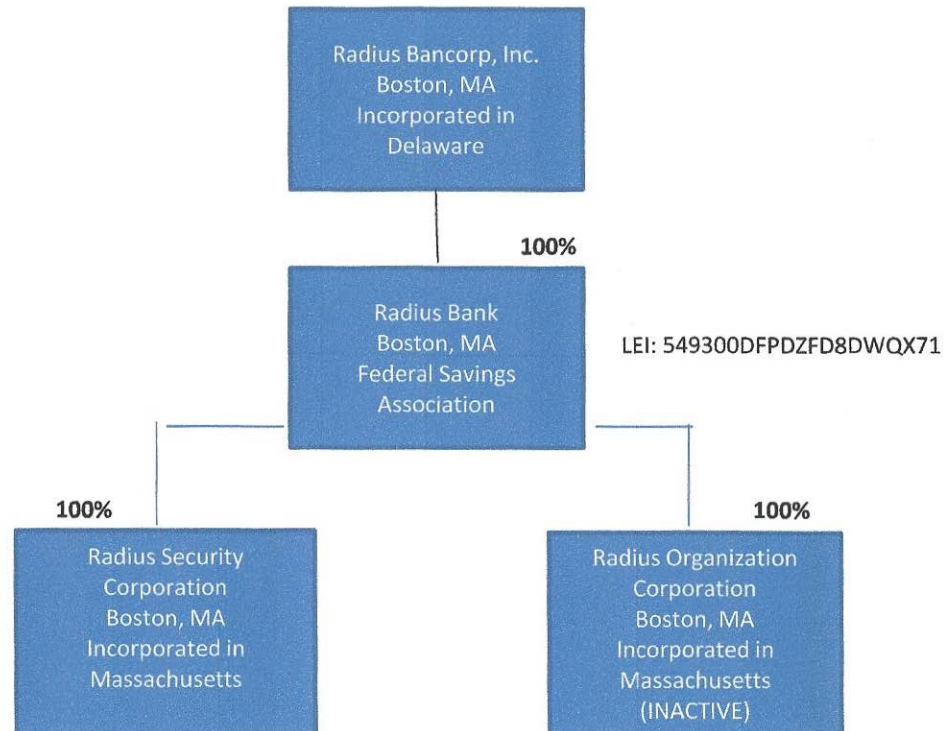 Radius Bancorp, Inc.
Boston, MA
Incorporated in
Delaware
100%
Radius Bank
Boston, MA
Federal Savings
Association
LEI: 549300DFPDZFD8DWQX71
100%
Radius Security
Corporation
Boston, MA
Incorporated in
Massachusetts
100%
Radius Organization
Corporation
Boston, MA
Incorporated in
Massachusetts
(INACTIVE)